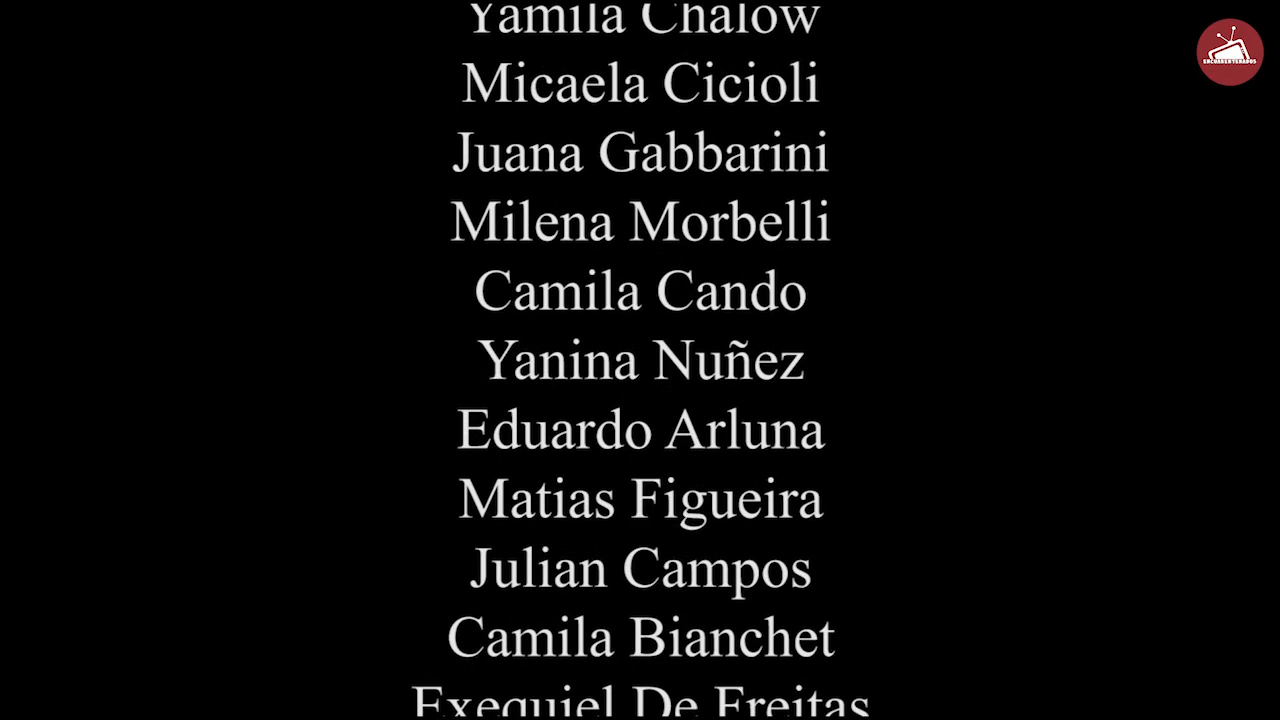 Yamila Chalow
Micaela Cicioli
Juana Gabbarini
Milena Morbelli
Camila Cando
Yanina Nuñez
Eduardo Arluna
Matias Figueira
Julian Campos
Camila Bianchet
Exequiel De Freitas
ENCUARENTENADOS